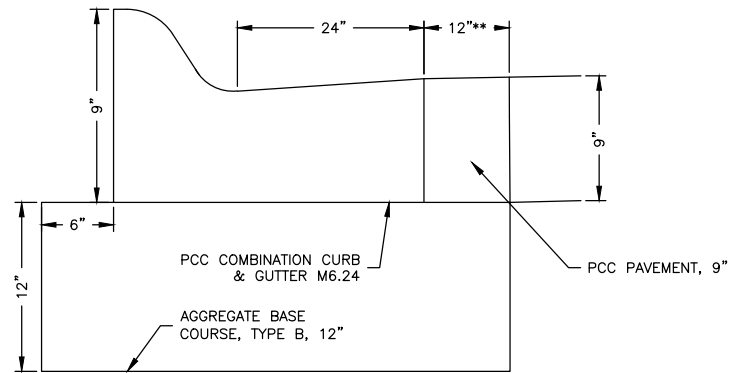 24”
12”**
9”
9”
6”
12”
PCC COMBINATION CURB
& GUTTER M6.24
PCC PAVEMENT, 9”
AGGREGATE BASE
COURSE, TYPE B, 12”